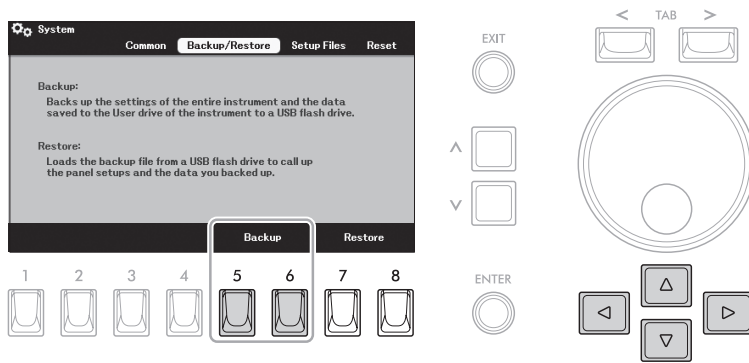 System
Common Backup/Restore Setup Files Reset
Backup:
Backs up the settings of the entire instrument and the data
saved to the User drive of the instrument to a USB flash drive.
Restore:
Loads the backup file from a USB flash drive to call up
the panel setups and the data you backed up.
Backup Restore
1 2 3 4 5 6 7 8
EXIT
ENTER
< TAB >